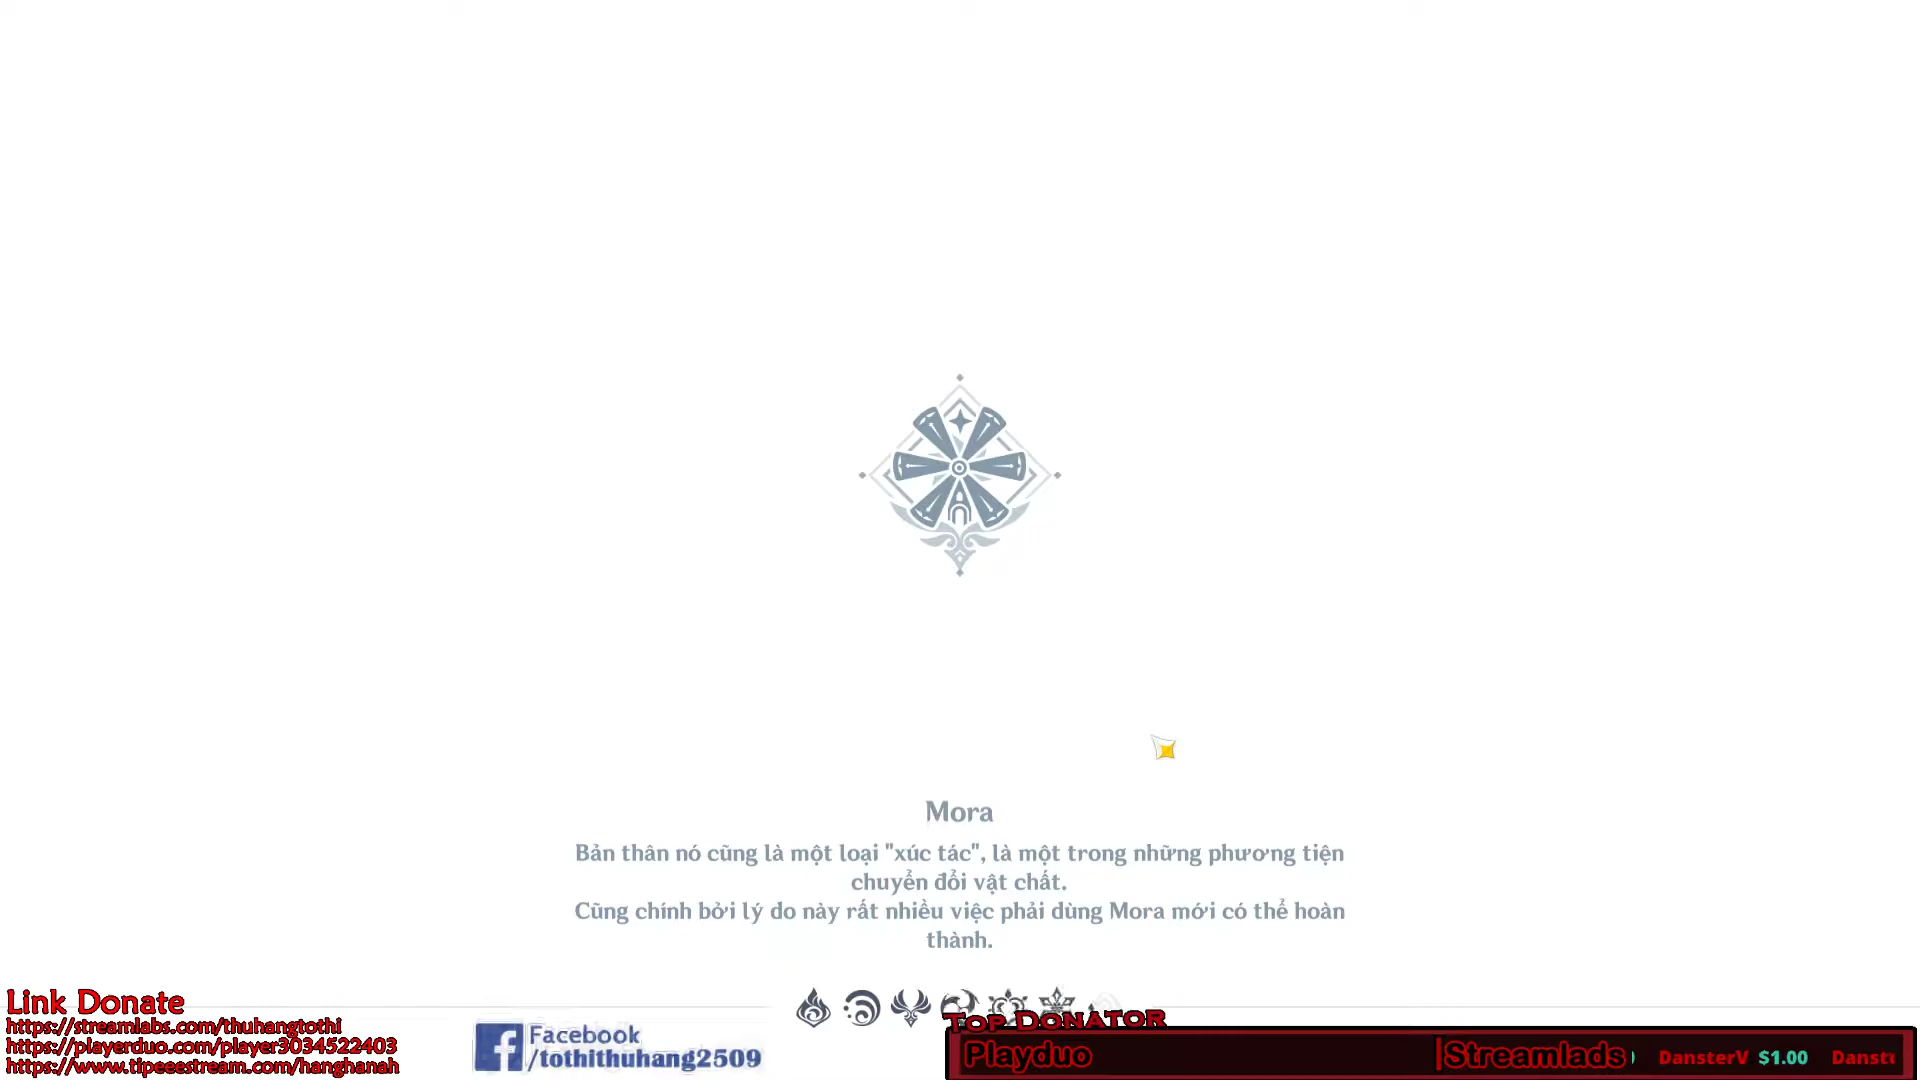 Mora
Bản thân nó cũng là một loại "xúc tác", là một trong những phương tiện
chuyển đổi vật chất.
Cũng chính bởi lý do này rất nhiều việc phải dùng Mora mới có thể hoàn
thành.
Link Donate
https://streamlabs.com/thuhangtothi
https://playerduo.com/player3034522403
https://www.tipeeestream.com/hanghanah
Facebook
/tothithuhang2509
Top Donator
Playduo
Streamlads
DansterV $1.00